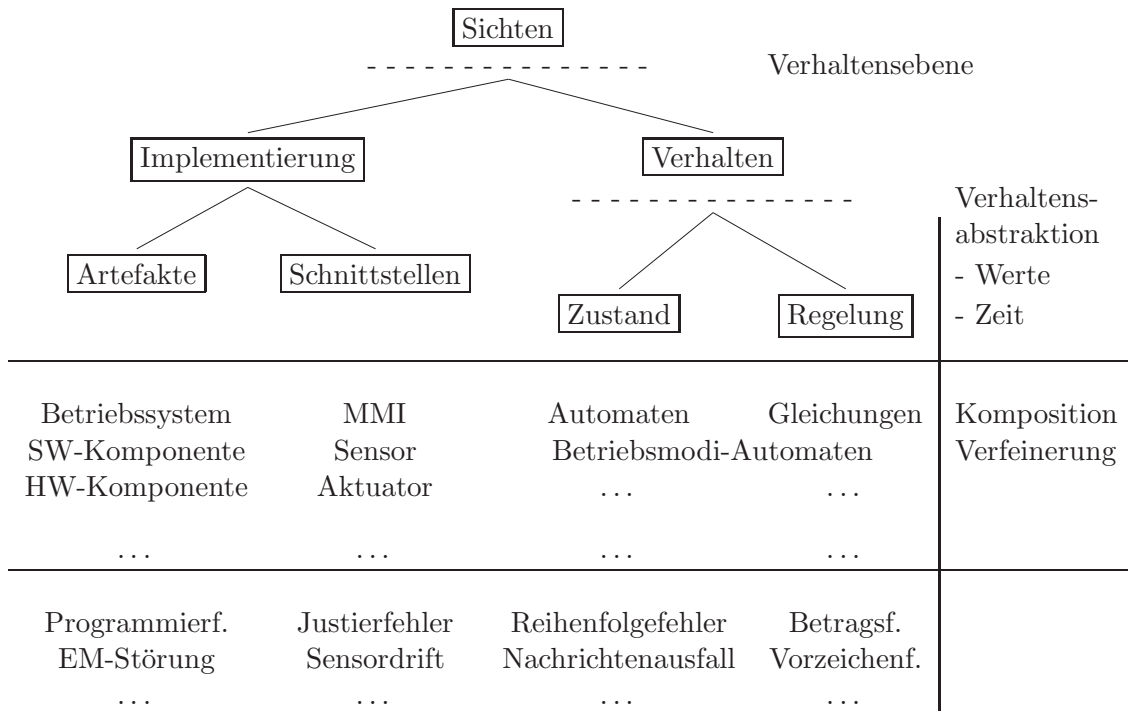 Sichten
- - - - - - - - - - - - - - - Verhaltensebene
Implementierung Verhalten
- - - - - - - - - - - - - - - Verhaltens-
abstraktion
Artefakte Schnittstellen - Werte
Zustand Regelung - Zeit
Betriebssystem MMI Automaten Gleichungen Komposition
SW-Komponente Sensor Betriebsmodi-Automaten Verfeinerung
HW-Komponente Aktuator . . . . . .
. . . . . . . . . . . .
Programmierf. Justierfehler Reihenfolgefehler Betragsf.
EM-Störung Sensordrift Nachrichtenausfall Vorzeichenf.
. . . . . . . . . . . .